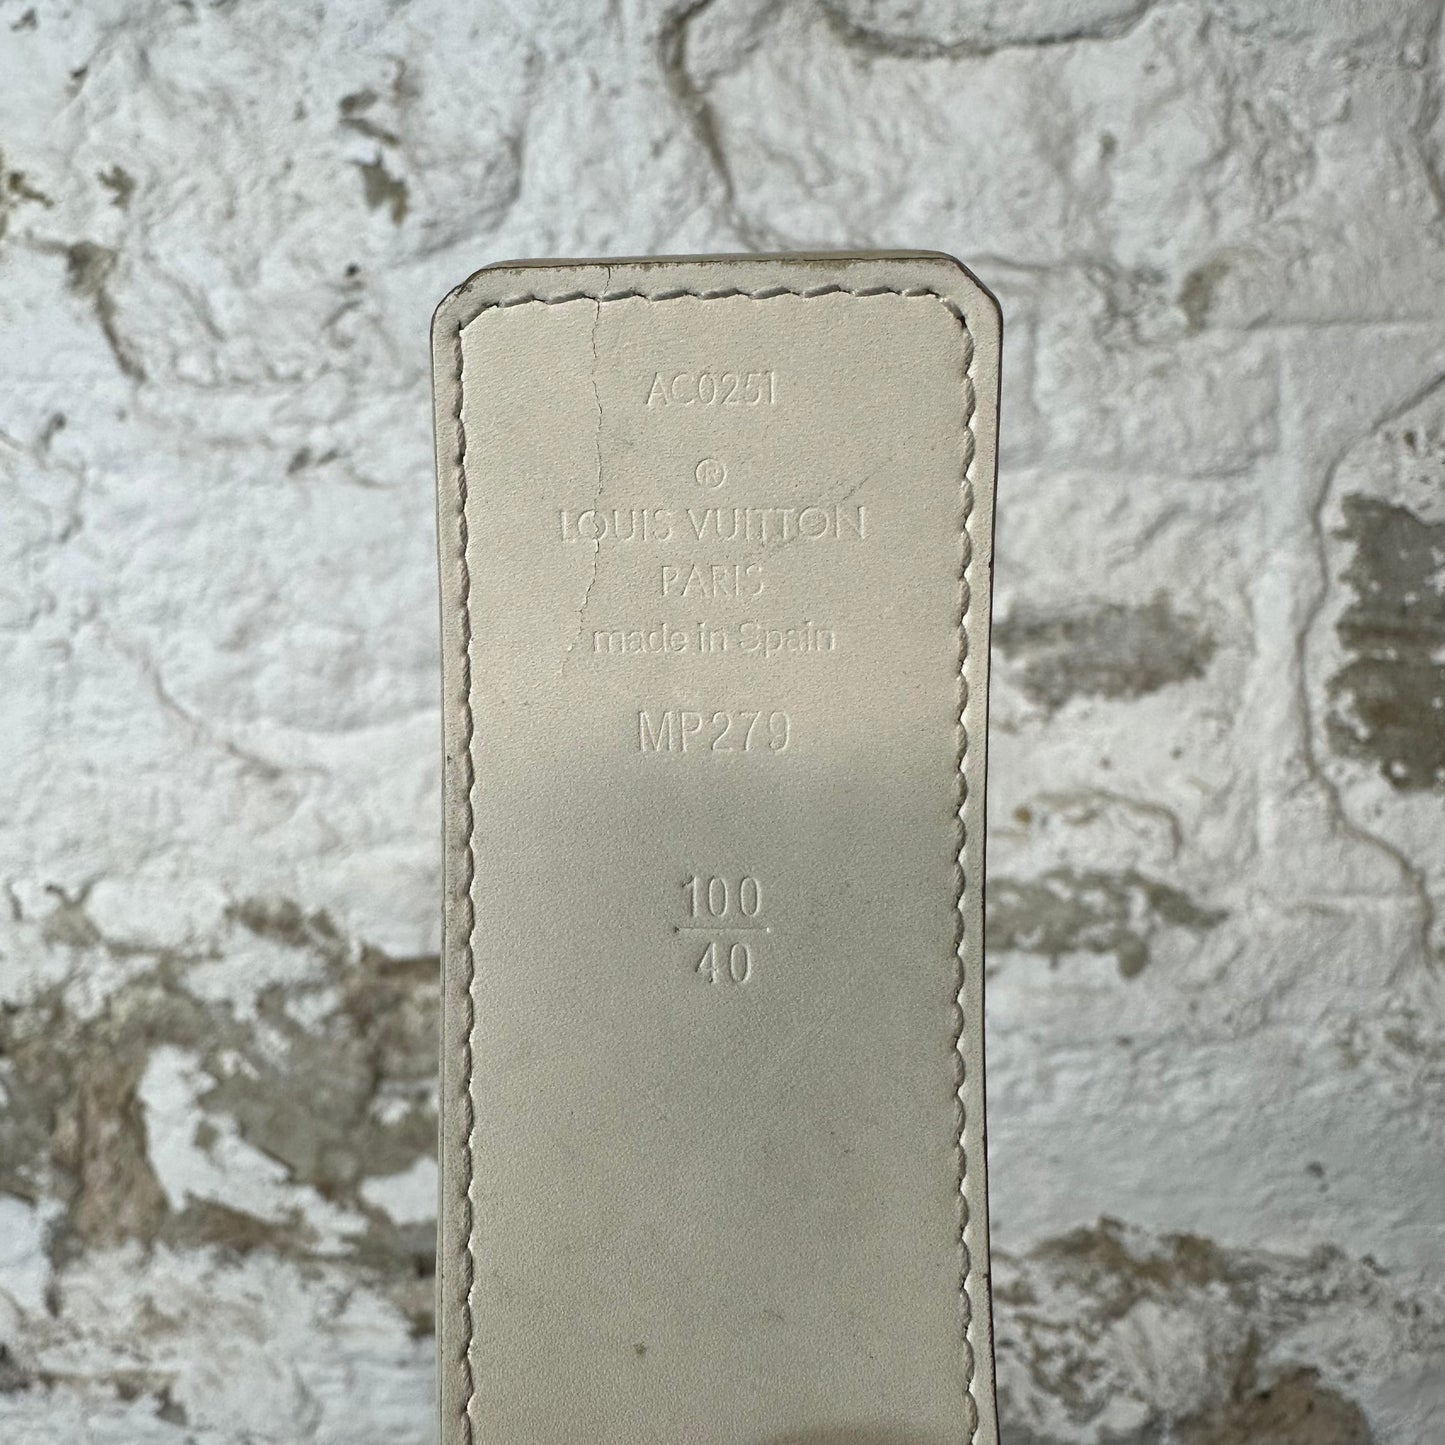 AC0251
®
LOUIS VUITTON
PARIS
made in Spain
MP279
100
40